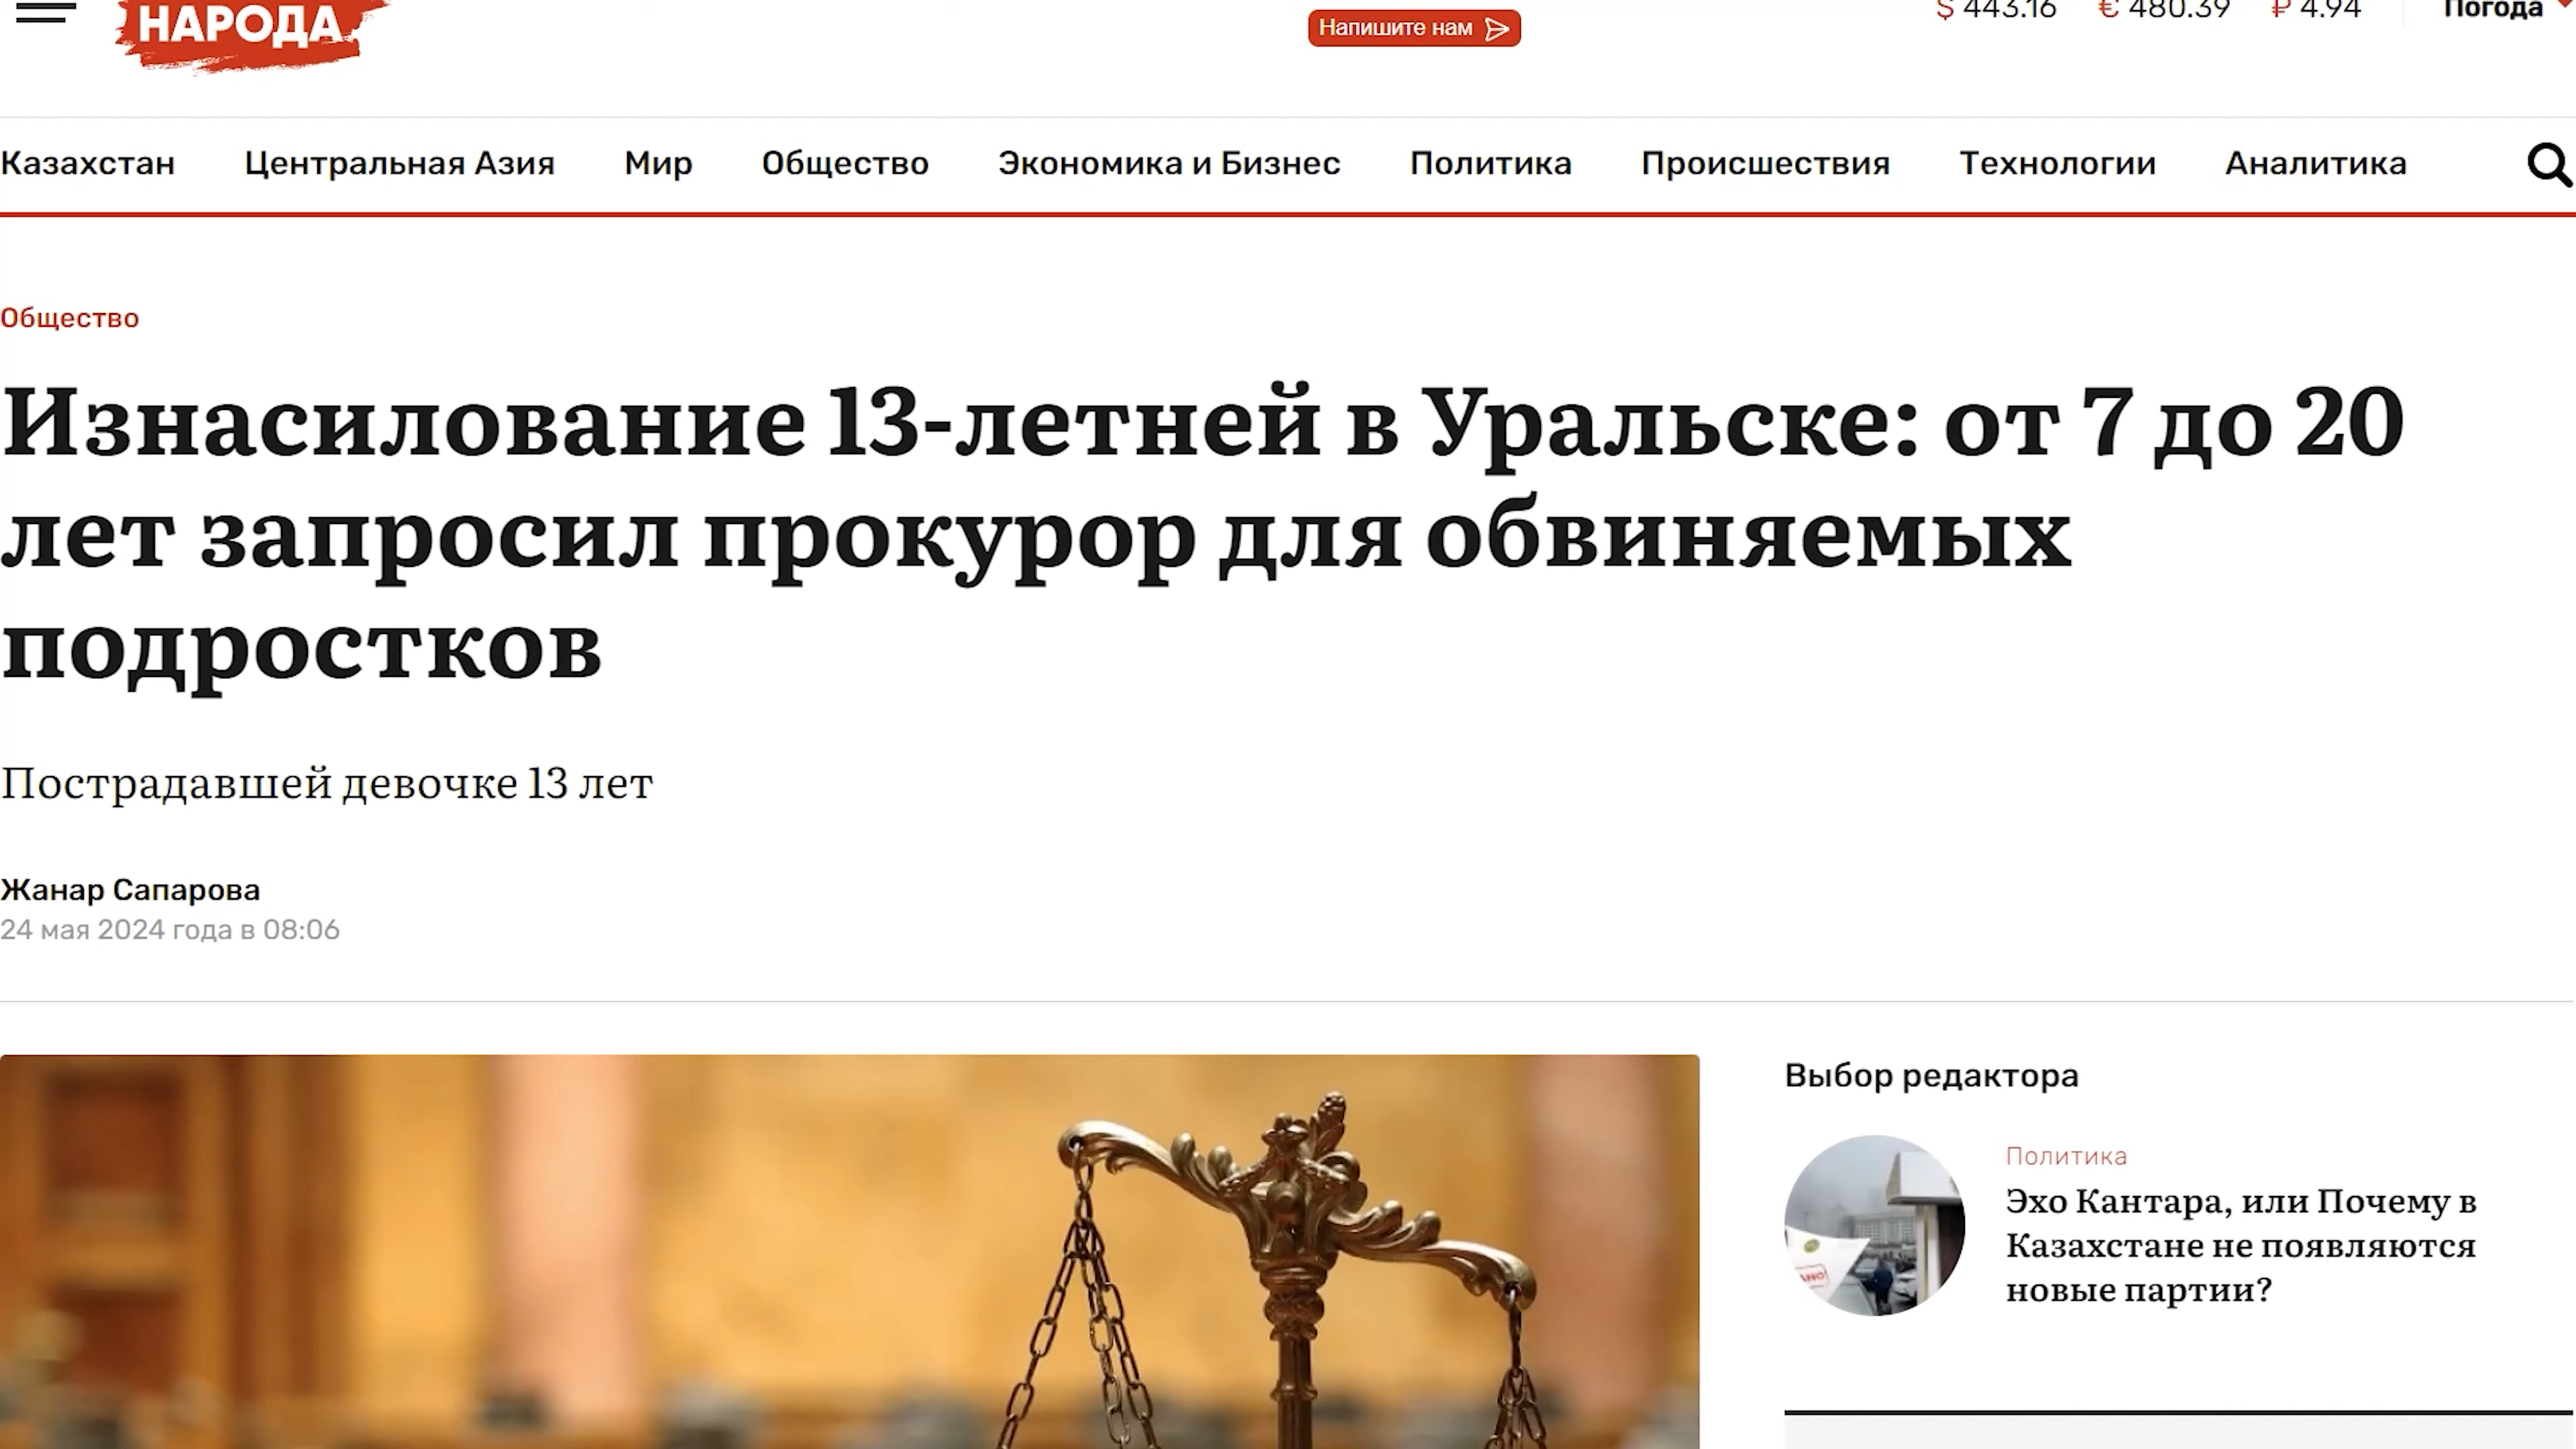 НАРОДА
Напишите нам
$ 443.16 € 480.39 ₽ 4.94
Погода
Казахстан Центральная Азия Мир Общество Экономика и Бизнес Политика Происшествия Технологии Аналитика
Общество
Изнасилование 13-летней в Уральске: от 7 до 20
лет запросил прокурор для обвиняемых
подростков
Пострадавшей девочке 13 лет
Жанар Сапарова
24 мая 2024 года в 08:06
Выбор редактора
Политика
Эхо Кантара, или Почему в
Казахстане не появляются
новые партии?